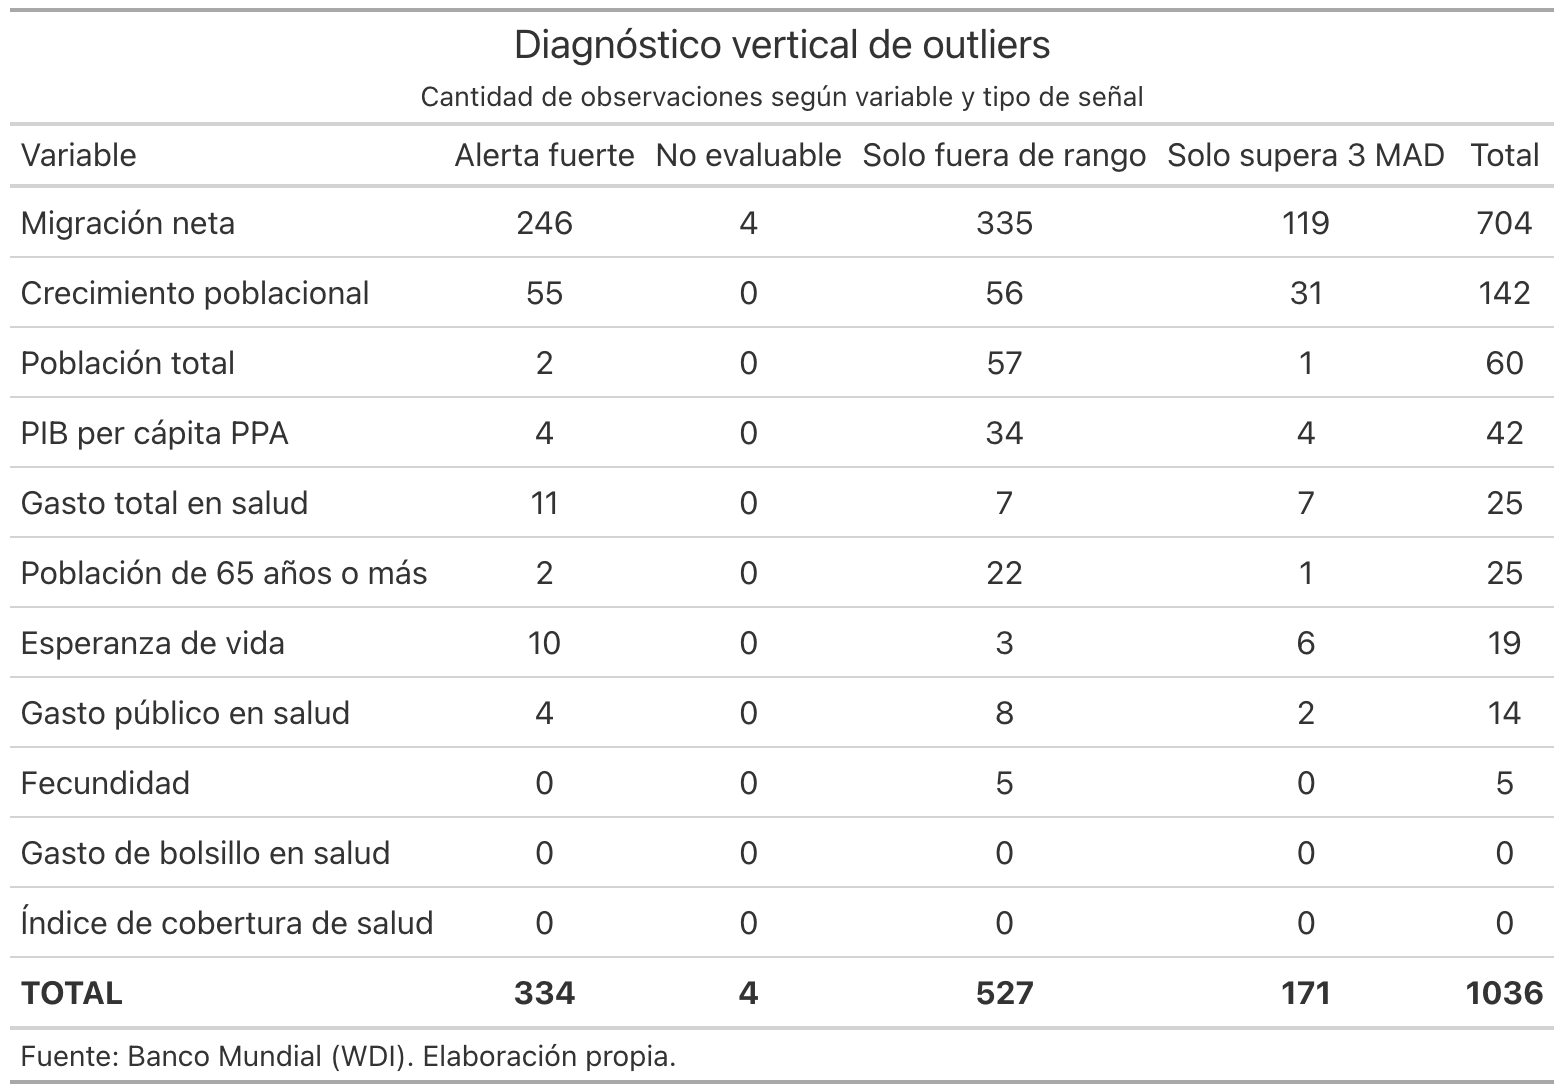 Diagnóstico vertical de outliers
Cantidad de observaciones según variable y tipo de señal
Variable Alerta fuerte No evaluable Solo fuera de rango Solo supera 3 MAD Total
Migración neta 246 4 335 119 704
Crecimiento poblacional 55 0 56 31 142
Población total 2 0 57 1 60
PIB per cápita PPA 4 0 34 4 42
Gasto total en salud 11 0 7 7 25
Población de 65 años o más 2 0 22 1 25
Esperanza de vida 10 0 3 6 19
Gasto público en salud 4 0 8 2 14
Fecundidad 0 0 5 0 5
Gasto de bolsillo en salud 0 0 0 0 0
Índice de cobertura de salud 0 0 0 0 0
TOTAL 334 4 527 171 1036
Fuente: Banco Mundial (WDI). Elaboración propia.